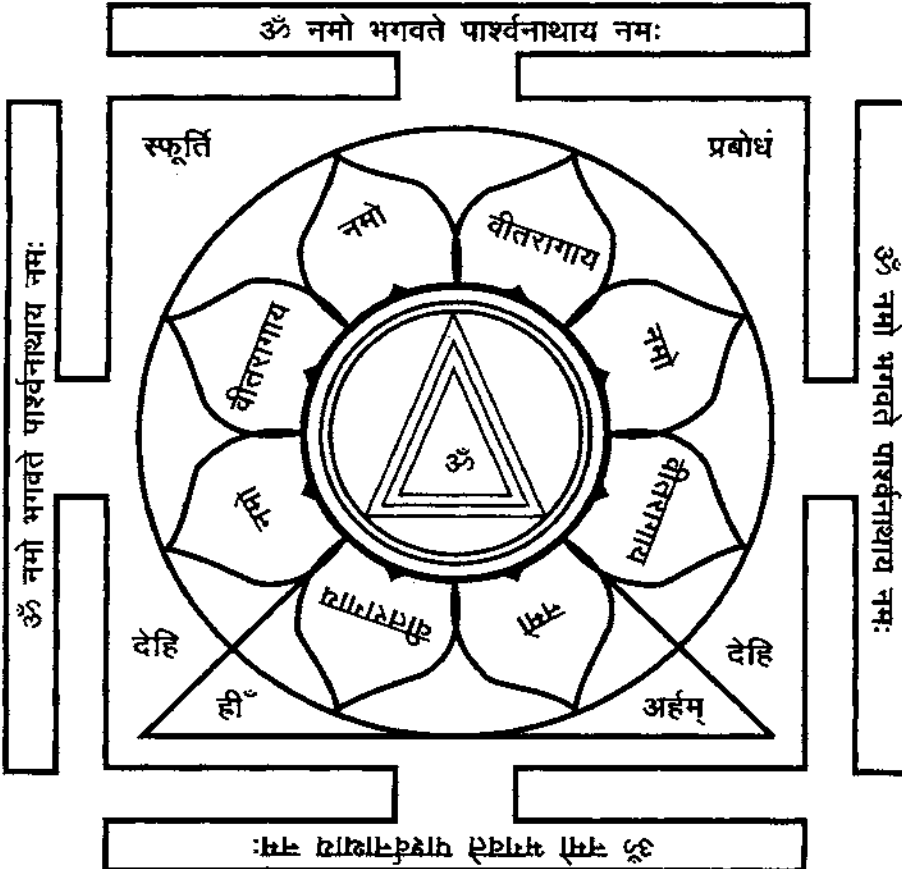 ॐ नमो भगवते पार्श्वनाथाय नमः
स्फूर्ति
प्रबोधं
नमो
वीतरागाय
नमो
वीतरागाय
नमो
वीतरागाय
नमो
वीतरागाय
ॐ
ॐ नमो भगवते पार्श्वनाथाय नमः
ॐ नमो भगवते पार्श्वनाथाय नमः
देहि
देहि
ह्रीँ
अर्हम्
ॐ नमो भगवते पार्श्वनाथाय नमः